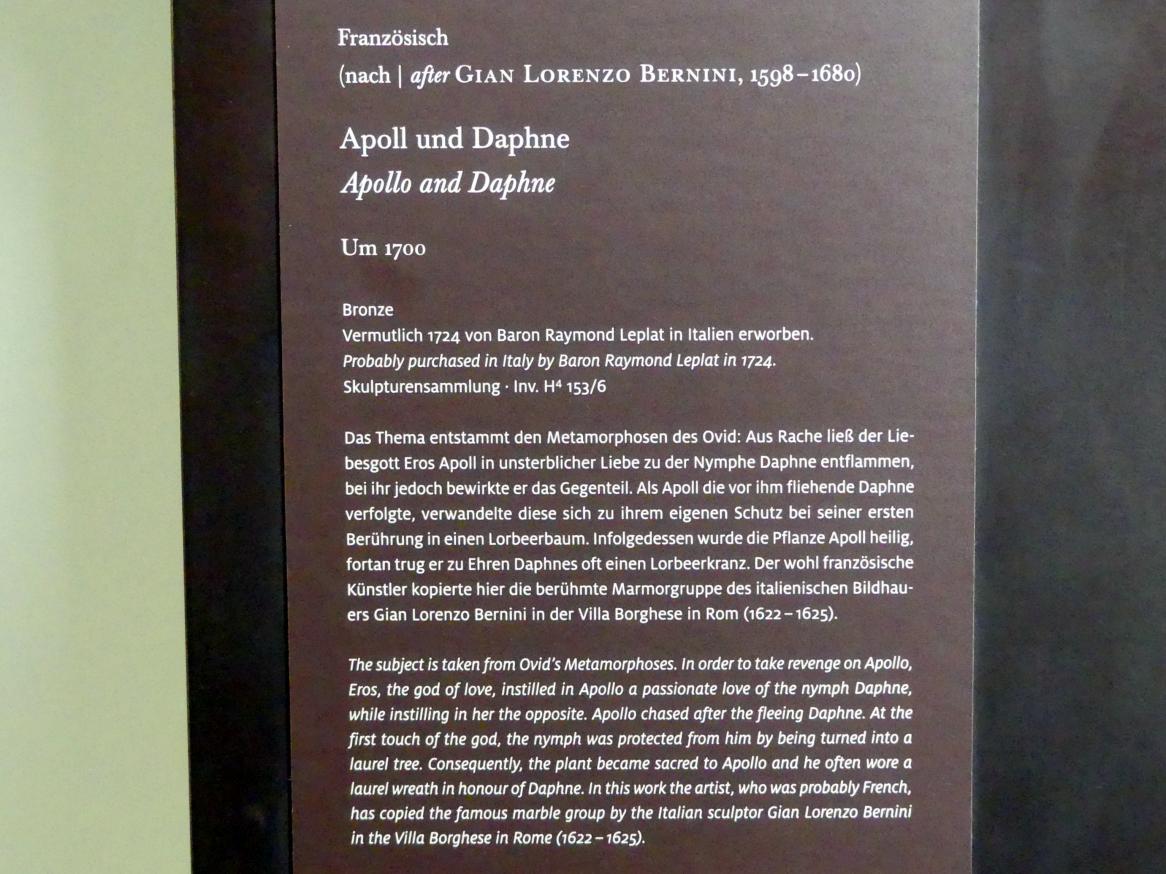 Französisch
(nach | after GIAN LORENZO BERNINI, 1598–1680)
Apoll und Daphne
Apollo and Daphne
Um 1700
Bronze
Vermutlich 1724 von Baron Raymond Leplat in Italien erworben.
Probably purchased in Italy by Baron Raymond Leplat in 1724.
Skulpturensammlung · Inv. H⁴ 153/6
Das Thema entstammt den Metamorphosen des Ovid: Aus Rache ließ der Lie-
besgott Eros Apoll in unsterblicher Liebe zu der Nymphe Daphne entflammen,
bei ihr jedoch bewirkte er das Gegenteil. Als Apoll die vor ihm fliehende Daphne
verfolgte, verwandelte diese sich zu ihrem eigenen Schutz bei seiner ersten
Berührung in einen Lorbeerbaum. Infolgedessen wurde die Pflanze Apoll heilig,
fortan trug er zu Ehren Daphnes oft einen Lorbeerkranz. Der wohl französische
Künstler kopierte hier die berühmte Marmorgruppe des italienischen Bildhau-
ers Gian Lorenzo Bernini in der Villa Borghese in Rom (1622 – 1625).
The subject is taken from Ovid's Metamorphoses. In order to take revenge on Apollo,
Eros, the god of love, instilled in Apollo a passionate love of the nymph Daphne,
while instilling in her the opposite. Apollo chased after the fleeing Daphne. At the
first touch of the god, the nymph was protected from him by being turned into a
laurel tree. Consequently, the plant became sacred to Apollo and he often wore a
laurel wreath in honour of Daphne. In this work the artist, who was probably French,
has copied the famous marble group by the Italian sculptor Gian Lorenzo Bernini
in the Villa Borghese in Rome (1622 – 1625).